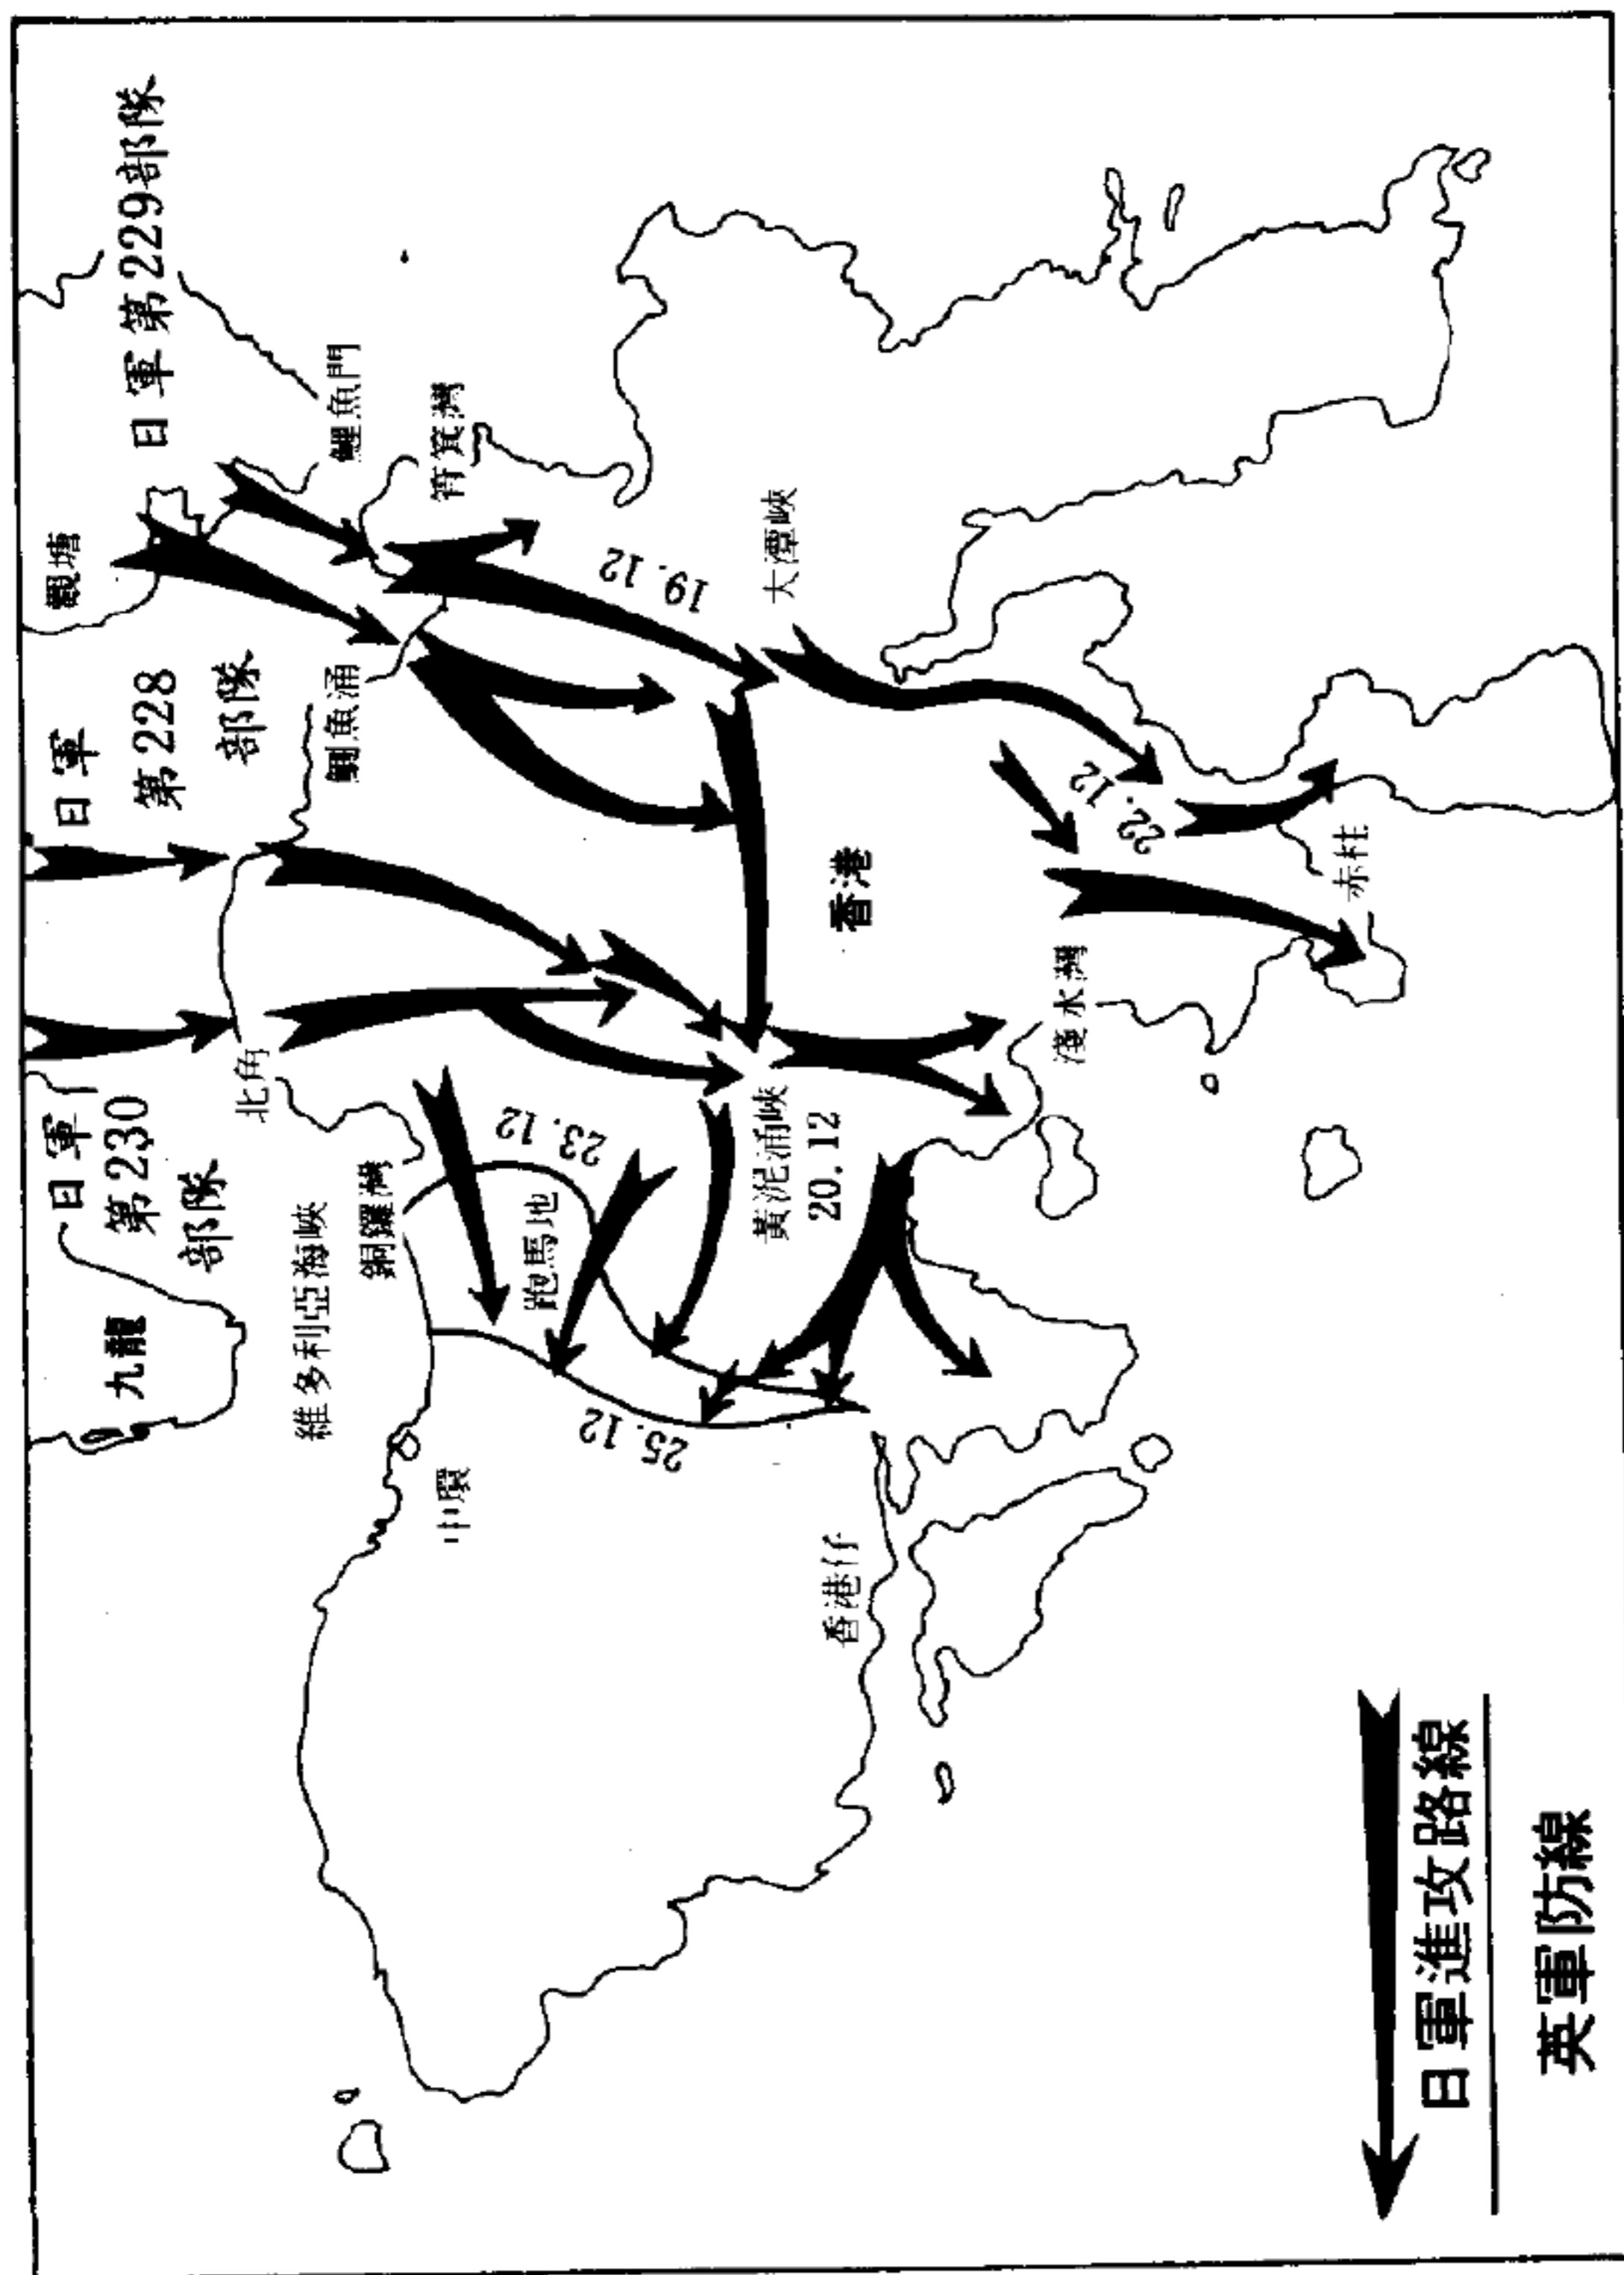 九龍
日軍
第230
部隊
日軍
第228
部隊
觀塘
日軍第229部隊
維多利亞海峽
北角
鰂魚涌
鯉魚門
銅鑼灣
筲箕灣
中環
跑馬地
23.12
19.12
25.12
黃泥涌峽
20.12
大潭峽
香港仔
香港
淺水灣
22.12
赤柱
日軍進攻路線
英軍防線